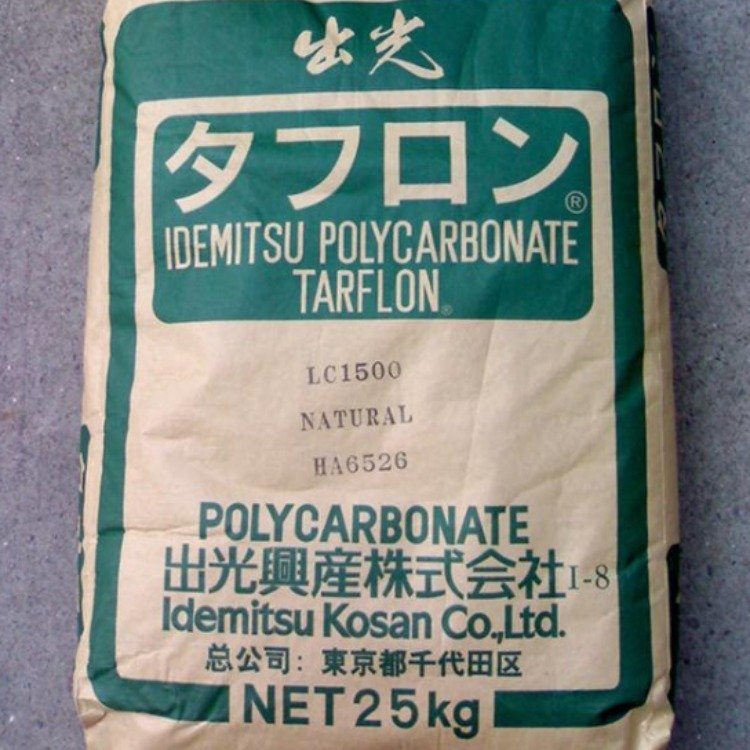 出光
タフロン®
IDEMITSU POLYCARBONATE
TARFLON®
LC1500
NATURAL
HA6526
POLYCARBONATE
出光興産株式会社 I-8
Idemitsu Kosan Co.,Ltd.
总公司: 東京都千代田区
NET 25kg